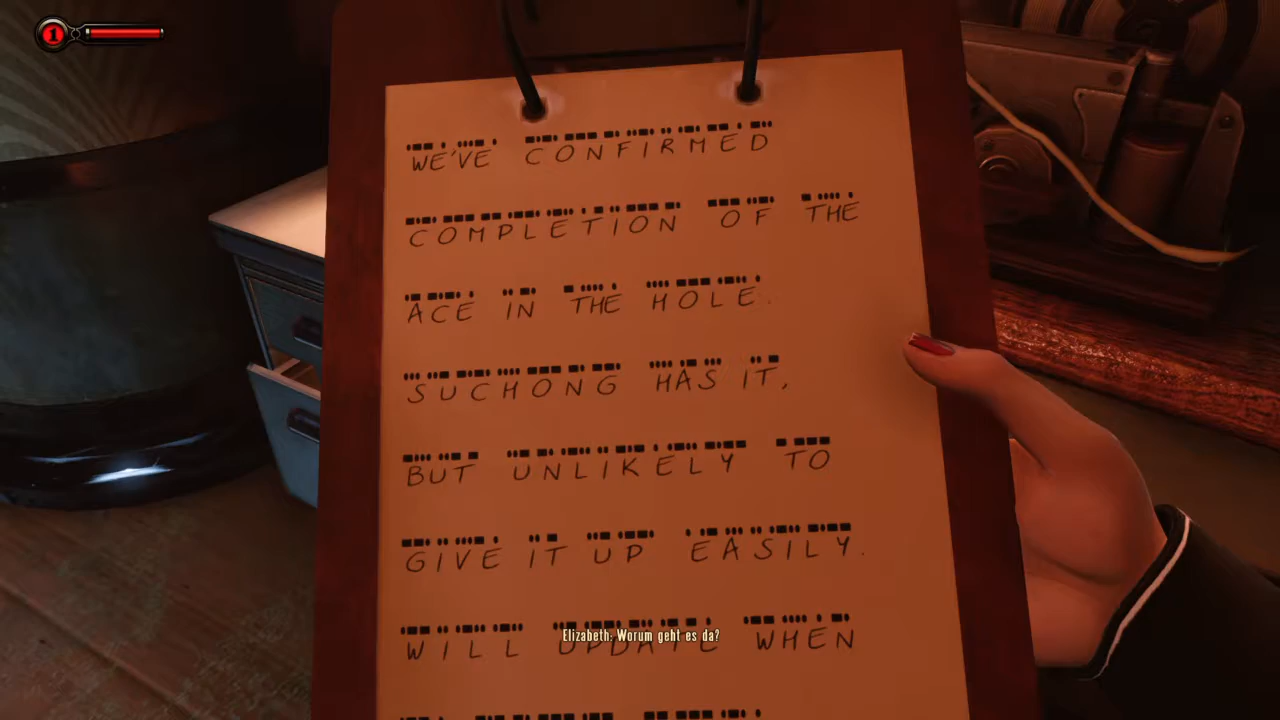 1
WE'VE CONFIRMED
COMPLETION OF THE
ACE IN THE HOLE.
SUCHONG HAS IT,
BUT UNLIKELY TO
GIVE IT UP EASILY.
WILL UPDATE WHEN
Elizabeth: Worum geht es da?